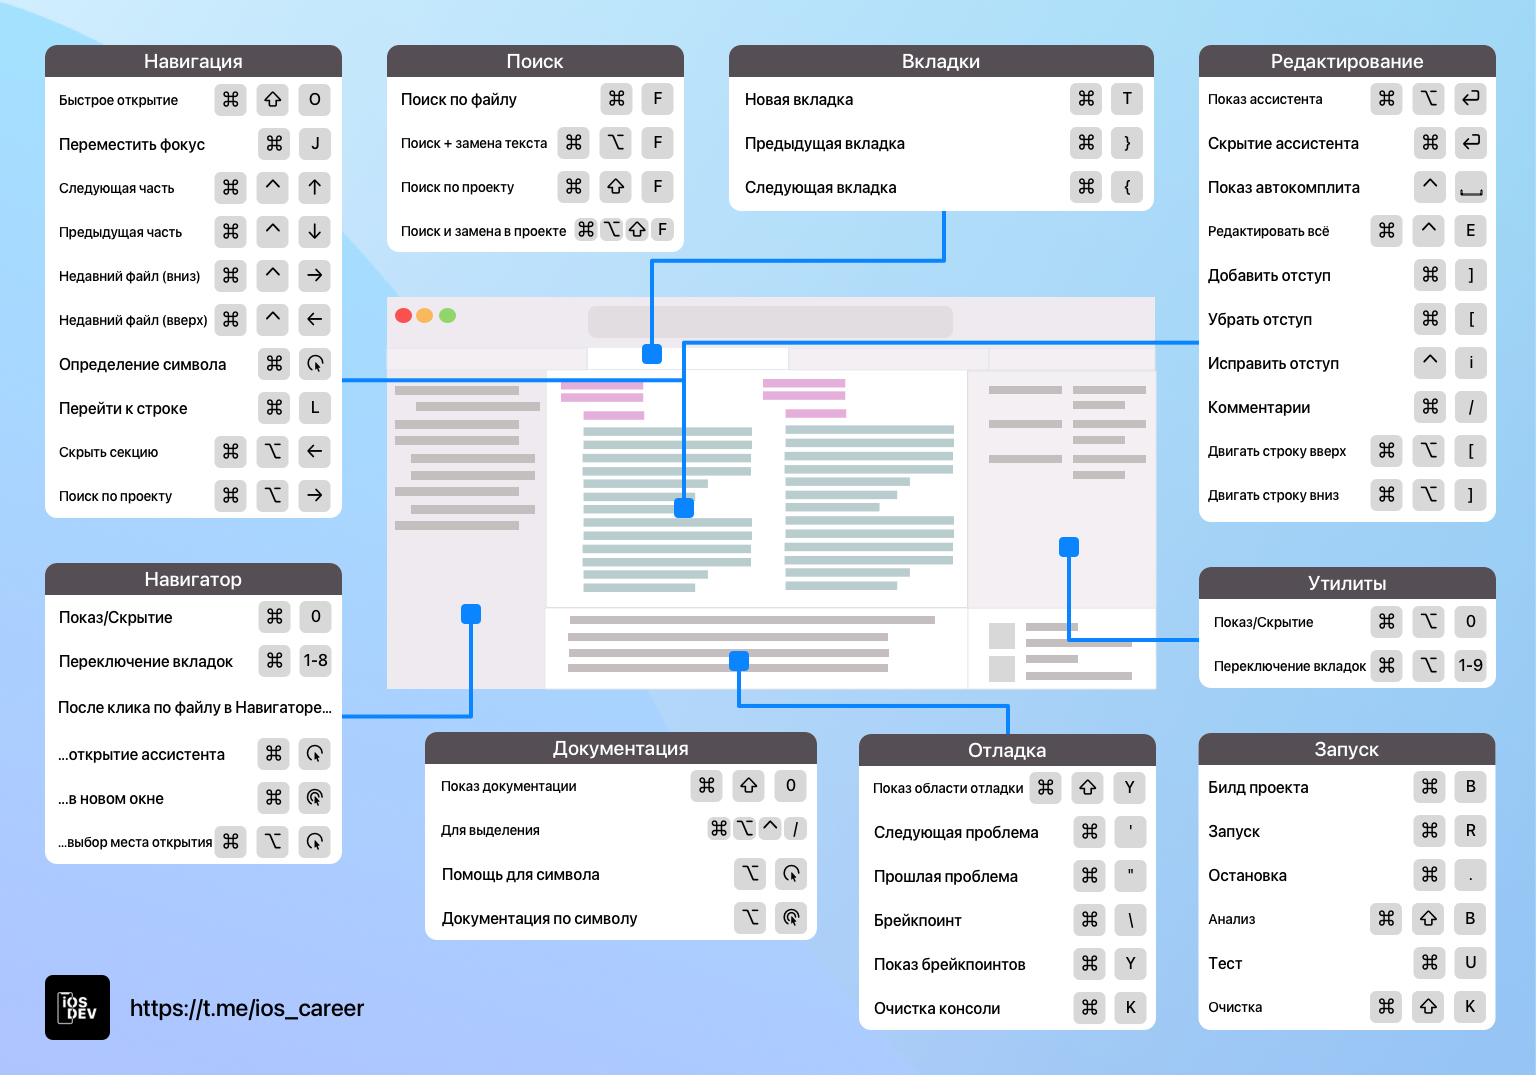 Навигация
Быстрое открытие ⌘ ⇧ O
Переместить фокус ⌘ J
Следующая часть ⌘ ^ ↑
Предыдущая часть ⌘ ^ ↓
Недавний файл (вниз) ⌘ ^ →
Недавний файл (вверх) ⌘ ^ ←
Определение символа ⌘
Перейти к строке ⌘ L
Скрыть секцию ⌘ ⌥ ←
Поиск по проекту ⌘ ⌥ →
Поиск
Поиск по файлу ⌘ F
Поиск + замена текста ⌘ ⌥ F
Поиск по проекту ⌘ ⇧ F
Поиск и замена в проекте ⌘ ⌥ ⇧ F
Вкладки
Новая вкладка ⌘ T
Предыдущая вкладка ⌘ }
Следующая вкладка ⌘ {
Редактирование
Показ ассистента ⌘ ⌥ ↩
Скрытие ассистента ⌘ ↩
Показ автокомплита ^ ⎵
Редактировать всё ⌘ ^ E
Добавить отступ ⌘ ]
Убрать отступ ⌘ [
Исправить отступ ^ i
Комментарии ⌘ /
Двигать строку вверх ⌘ ⌥ [
Двигать строку вниз ⌘ ⌥ ]
Навигатор
Показ/Скрытие ⌘ 0
Переключение вкладок ⌘ 1-8
После клика по файлу в Навигаторе...
...открытие ассистента ⌘
...в новом окне ⌘
...выбор места открытия ⌘ ⌥
Утилиты
Показ/Скрытие ⌘ ⌥ 0
Переключение вкладок ⌘ ⌥ 1-9
Документация
Показ документации ⌘ ⇧ 0
Для выделения ⌘ ⌥ ^ /
Помощь для символа ⌥
Документация по символу ⌥
Отладка
Показ области отладки ⌘ ⇧ Y
Следующая проблема ⌘ '
Прошлая проблема ⌘ "
Брейкпоинт ⌘ \
Показ брейкпоинтов ⌘ Y
Очистка консоли ⌘ K
Запуск
Билд проекта ⌘ B
Запуск ⌘ R
Остановка ⌘ .
Анализ ⌘ ⇧ B
Тест ⌘ U
Очистка ⌘ ⇧ K
iOS
DEV
https://t.me/ios_career